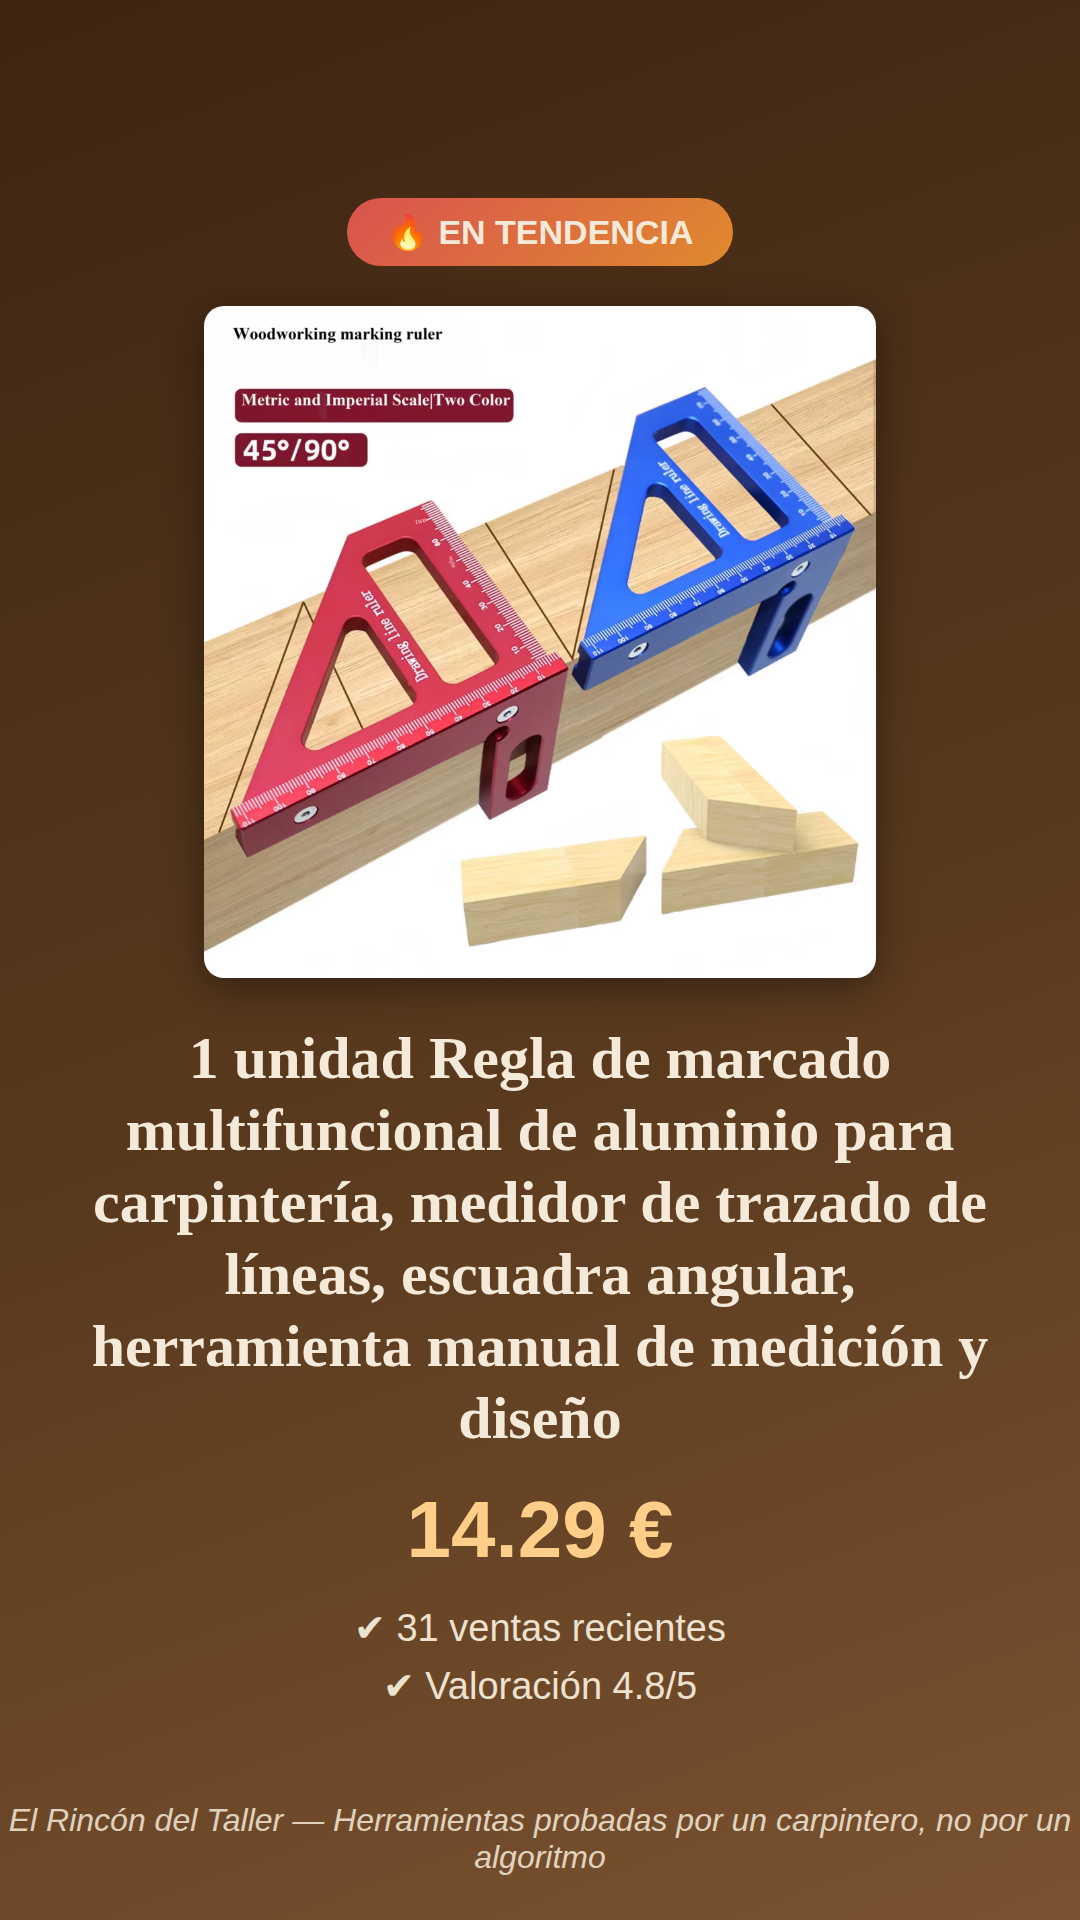 🔥 EN TENDENCIA
Woodworking marking ruler
Metric and Imperial Scale|Two Color
45°/90°
Drawing line ruler
Drawing line ruler
1 unidad Regla de marcado
multifuncional de aluminio para
carpintería, medidor de trazado de
líneas, escuadra angular,
herramienta manual de medición y
diseño
14.29 €
✔ 31 ventas recientes
✔ Valoración 4.8/5
El Rincón del Taller — Herramientas probadas por un carpintero, no por un
algoritmo